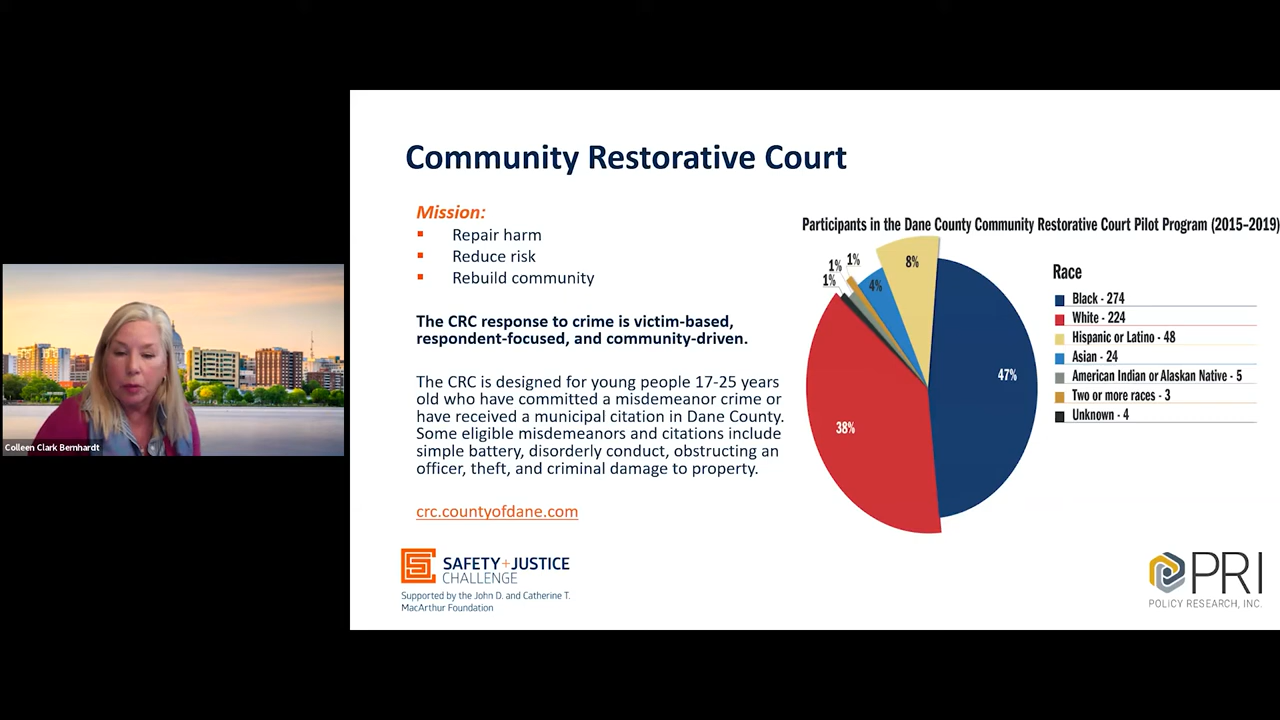 Community Restorative Court
Mission:
▪ Repair harm
▪ Reduce risk
▪ Rebuild community
The CRC response to crime is victim-based,
respondent-focused, and community-driven.
The CRC is designed for young people 17-25 years
old who have committed a misdemeanor crime or
have received a municipal citation in Dane County.
Some eligible misdemeanors and citations include
simple battery, disorderly conduct, obstructing an
officer, theft, and criminal damage to property.
crc.countyofdane.com
Participants in the Dane County Community Restorative Court Pilot Program (2015–2019)
1%
1%
1%
4%
8%
47%
38%
Race
Black - 274
White - 224
Hispanic or Latino - 48
Asian - 24
American Indian or Alaskan Native - 5
Two or more races - 3
Unknown - 4
Colleen Clark Bernhardt
SAFETY+JUSTICE
CHALLENGE
Supported by the John D. and Catherine T.
MacArthur Foundation
PRI
POLICY RESEARCH, INC.